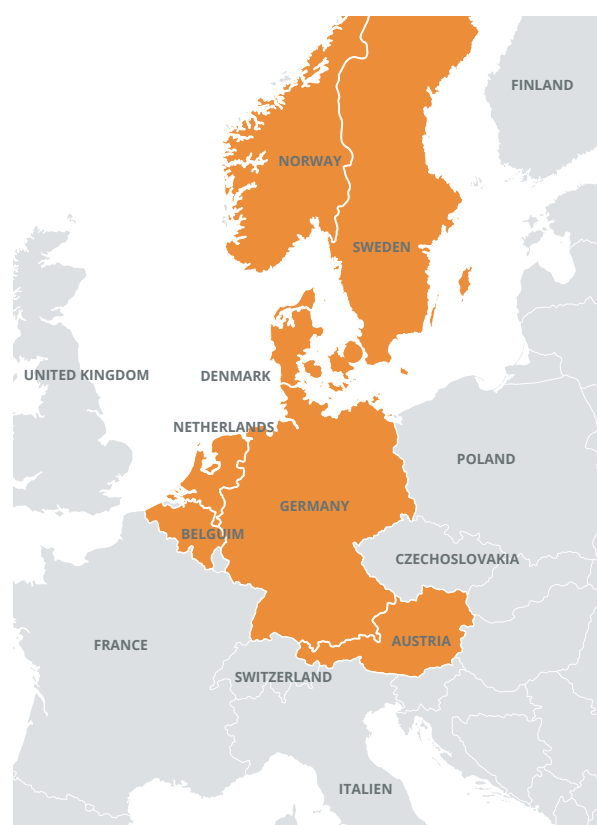 FINLAND
NORWAY
SWEDEN
UNITED KINGDOM
DENMARK
NETHERLANDS
POLAND
GERMANY
BELGUIM
CZECHOSLOVAKIA
FRANCE
AUSTRIA
SWITZERLAND
ITALIEN